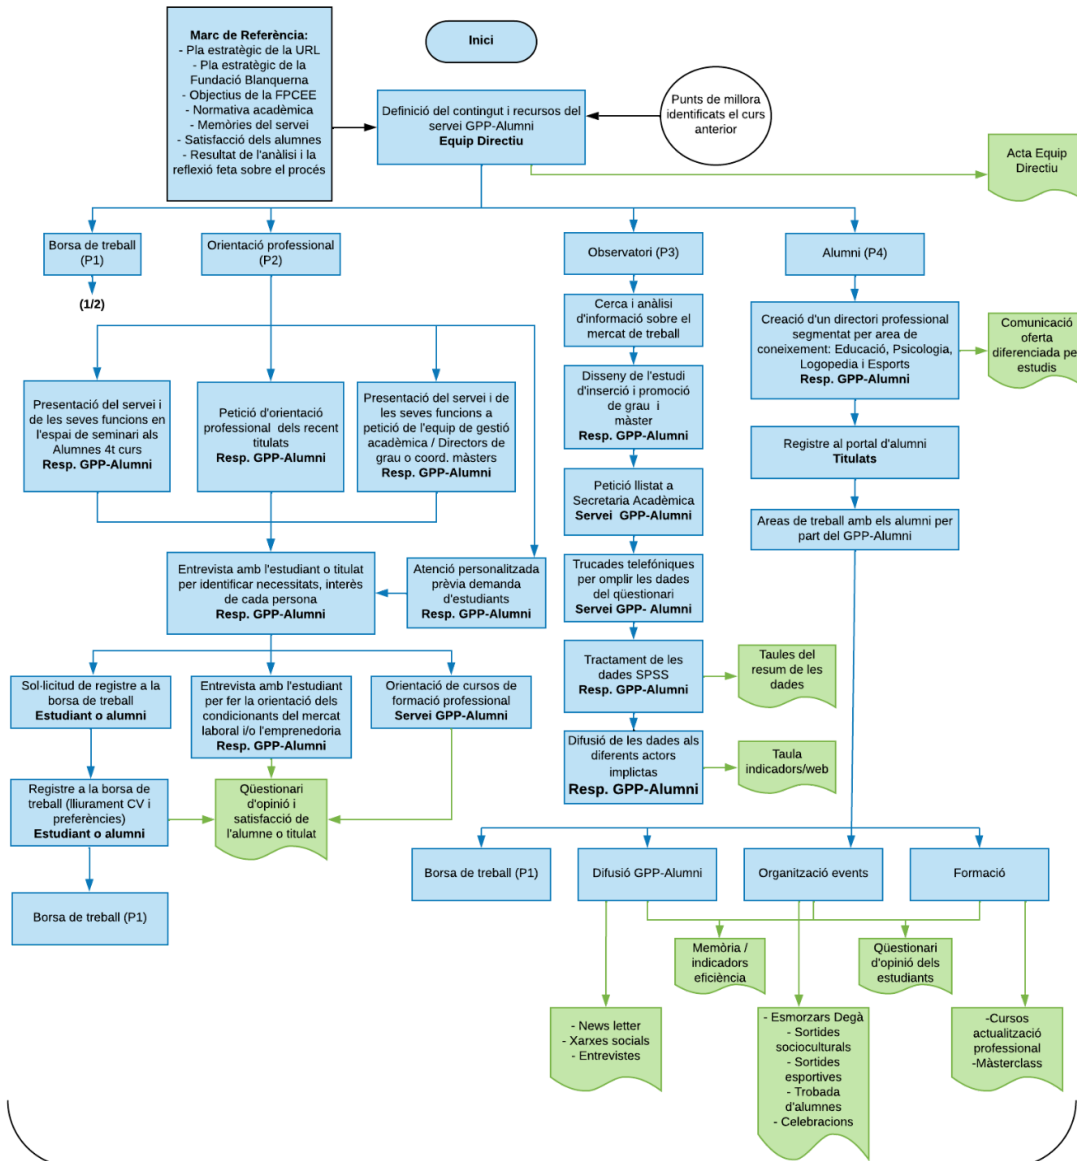 Marc de Referència:
- Pla estratègic de la URL
- Pla estratègic de la
Fundació Blanquerna
- Objectius de la FPCEE
- Normativa acadèmica
- Memòries del servei
- Satisfacció dels alumnes
- Resultat de l'anàlisi i la
reflexió feta sobre el procés
Inici
Definició del contingut i recursos del
servei GPP-Alumni
Equip Directiu
Punts de millora
identificats el curs
anterior
Acta Equip
Directiu
Borsa de treball
(P1)
(1/2)
Orientació professional
(P2)
Observatori (P3)
Alumni (P4)
Presentació del servei i
de les seves funcions en
l'espai de seminari als
Alumnes 4t curs
Resp. GPP-Alumni
Petició d'orientació
professional dels recent
titulats
Resp. GPP-Alumni
Presentació del servei i de
les seves funcions a
petició de l'equip de gestió
acadèmica / Directors de
grau o coord. màsters
Resp. GPP-Alumni
Cerca i anàlisi
d'informació sobre el
mercat de treball
Disseny de l'estudi
d'inserció i promoció
de grau i
màster
Resp. GPP-Alumni
Petició llistat a
Secretaria Acadèmica
Servei GPP-Alumni
Trucades telefóniques
per omplir les dades
del qüestionari
Servei GPP- Alumni
Tractament de les
dades SPSS
Resp. GPP-Alumni
Taules del
resum de les
dades
Difusió de les dades als
diferents actors
implictas
Resp. GPP-Alumni
Taula
indicadors/web
Creació d'un directori professional
segmentat per area de
coneixement: Educació, Psicologia,
Logopedia i Esports
Resp. GPP-Alumni
Comunicació
oferta
diferenciada pe
estudis
Registre al portal d'alumni
Titulats
Areas de treball amb els alumni per
part del GPP-Alumni
Entrevista amb l'estudiant o titulat
per identificar necessitats, interès
de cada persona
Resp. GPP-Alumni
Atenció personalitzada
prèvia demanda
d'estudiants
Resp. GPP-Alumni
Sol·licitud de registre a la
borsa de treball
Estudiant o alumni
Entrevista amb l'estudiant
per fer la orientació dels
condicionants del mercat
laboral i/o l'emprenedoria
Resp. GPP-Alumni
Orientació de cursos de
formació professional
Servei GPP-Alumni
Registre a la borsa de
treball (lliurament CV i
preferències)
Estudiant o alumni
Qüestionari
d'opinió i
satisfacció de
l'alumne o titulat
Borsa de treball (P1)
Borsa de treball (P1)
Difusió GPP-Alumni
Organització events
Formació
Memòria /
indicadors
eficiència
Qüestionari
d'opinió dels
estudiants
- News letter
- Xarxes socials
- Entrevistes
- Esmorzars Degà
- Sortides
socioculturals
- Sortides
esportives
- Trobada
d'alumnes
- Celebracions
-Cursos
actualització
professional
-Màsterclass